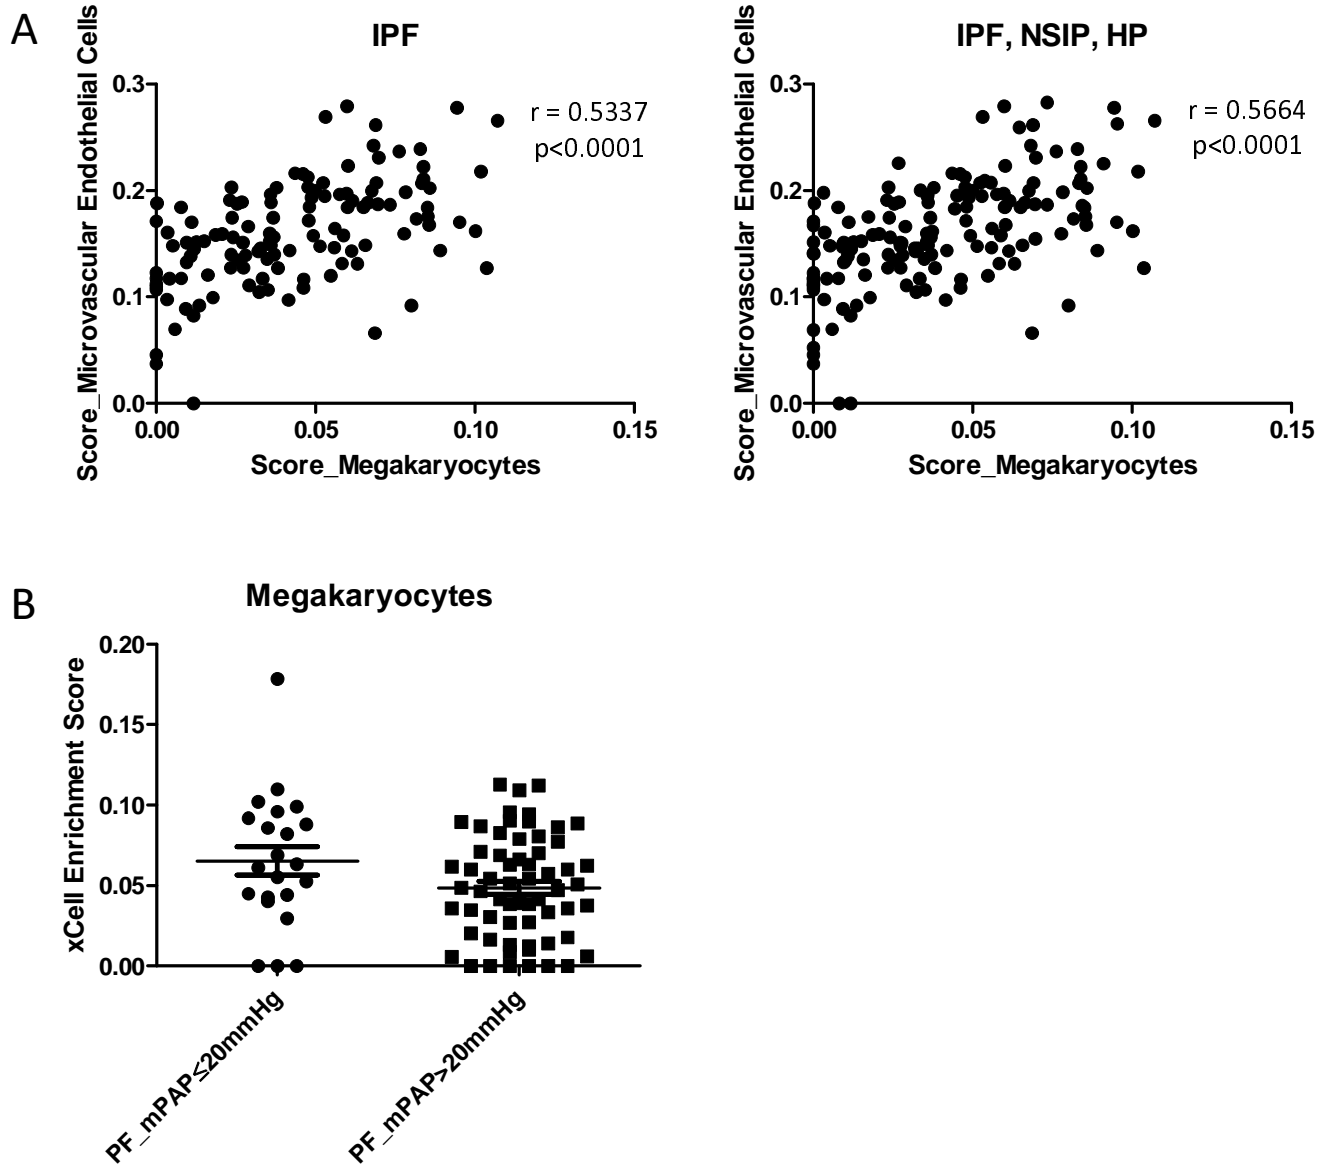 A
IPF
Score_Microvascular Endothelial Cells
0.3
0.2
0.1
0.0
r = 0.5337
p<0.0001
0.00
0.05
0.10
0.15
Score_Megakaryocytes
IPF, NSIP, HP
Score_Microvascular Endothelial Cells
0.3
0.2
0.1
0.0
r = 0.5664
p<0.0001
0.00
0.05
0.10
0.15
Score_Megakaryocytes
B
Megakaryocytes
xCell Enrichment Score
0.20
0.15
0.10
0.05
0.00
PF_mPAP≤20mmHg
PF_mPAP>20mmHg